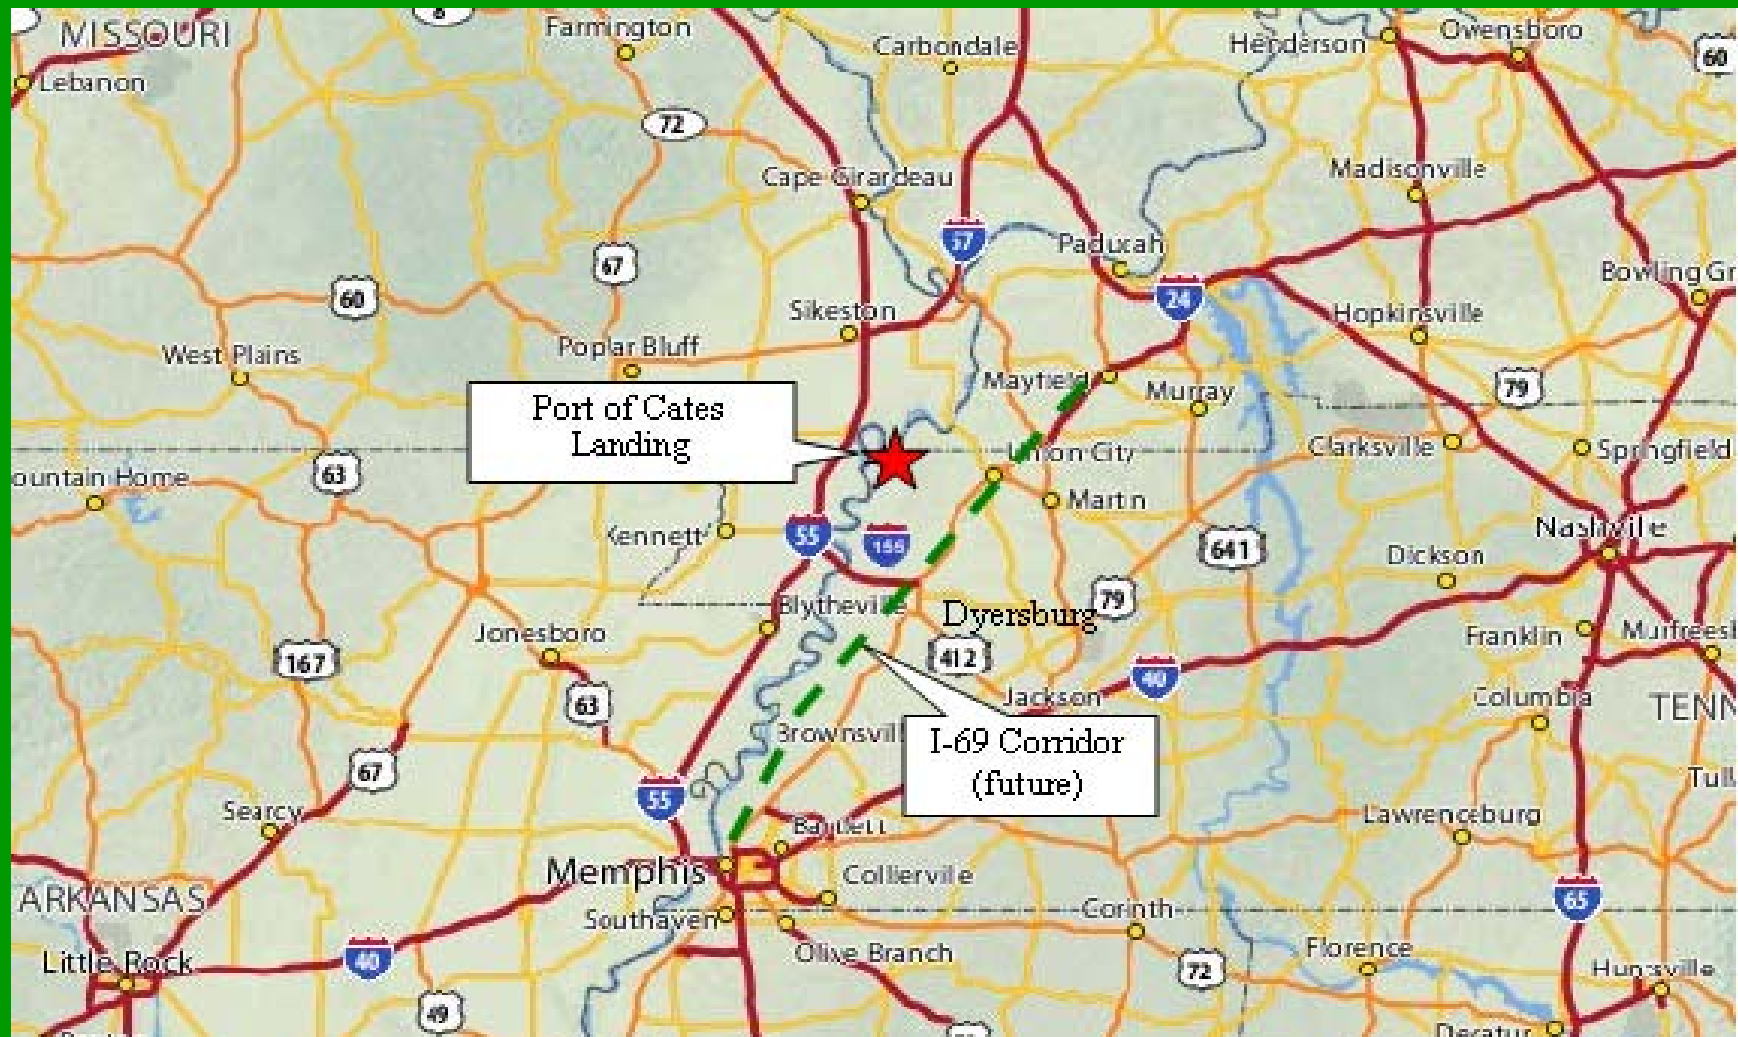 MISSOURI
Farmington
Carbondale
Henderson
Owensboro
60
Lebanon
72
Madisonville
Cape Girardeau
57
Paducah
67
24
Bowling Gr
60
Sikeston
Hopkinsville
West Plains
Poplar Bluff
Mayfield
Murray
79
Port of Cates
Landing
Union City
Clarksville
Springfield
63
ountain Home
Martin
Kennett
55
155
641
Nashville
Dickson
Blytheville
79
Dyersburg
Jonesboro
Franklin
167
412
40
Jackson
Columbia
63
TENN
I-69 Corridor
(future)
67
55
Searcy
Lawrenceburg
Bartlett
Memphis
Collierville
ARKANSAS
65
Southaven
Corinth
Olive Branch
Florence
40
Little Rock
72
Huntsville
49
Decatur